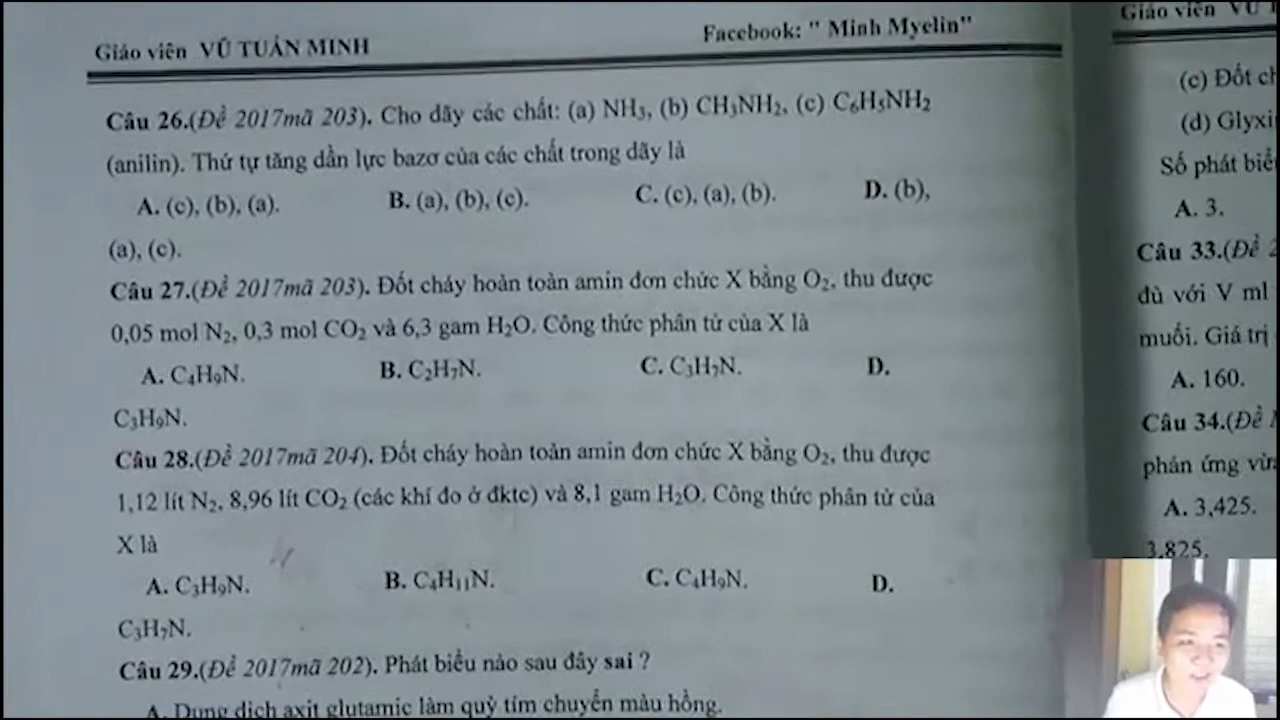 Giáo viên VŨ TUẤN MINH
Facebook: " Minh Myelin"
Câu 26.(Đề 2017mã 203). Cho dãy các chất: (a) NH₃, (b) CH₃NH₂, (c) C₆H₅NH₂
(anilin). Thứ tự tăng dần lực bazơ của các chất trong dãy là
A. (c), (b), (a). B. (a), (b), (c). C. (c), (a), (b). D. (b),
(a), (c).
Câu 27.(Đề 2017mã 203). Đốt cháy hoàn toàn amin đơn chức X bằng O₂, thu được
0,05 mol N₂, 0,3 mol CO₂ và 6,3 gam H₂O. Công thức phân tử của X là
A. C₄H₉N. B. C₂H₇N. C. C₃H₇N. D.
C₃H₉N.
Câu 28.(Đề 2017mã 204). Đốt cháy hoàn toàn amin đơn chức X bằng O₂, thu được
1,12 lít N₂, 8,96 lít CO₂ (các khí đo ở đktc) và 8,1 gam H₂O. Công thức phân tử của
X là
A. C₃H₉N. B. C₄H₁₁N. C. C₄H₉N. D.
C₃H₇N.
Câu 29.(Đề 2017mã 202). Phát biểu nào sau đây sai ?
A. Dung dịch axit glutamic làm quỳ tím chuyển màu hồng.
Giáo viên VŨ
(c) Đốt
(d)
Số phát
A. 3.
Câu 33.(Đề
đủ với V ml
muối. Giá trị
A. 160.
Câu 34.(Đề
phản ứng
A. 3,425.
3,825.